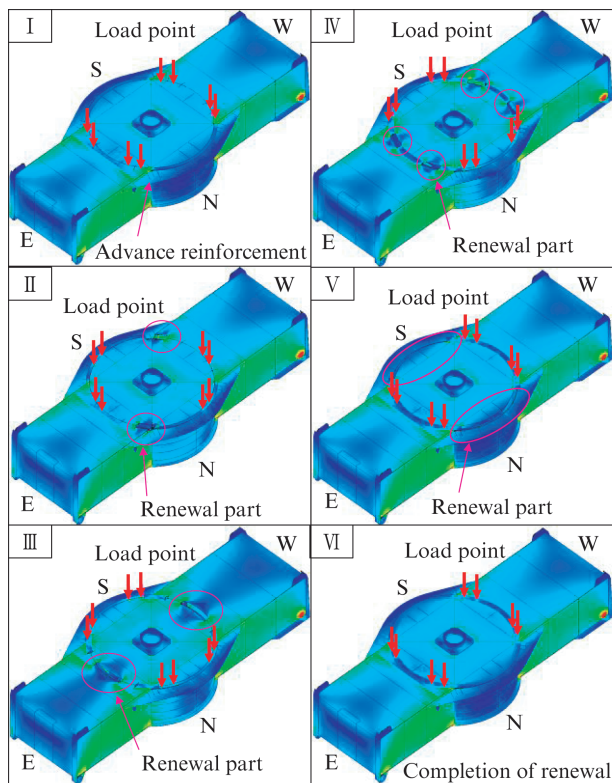 I
Load point
W
S
N
E
Advance reinforcement
IV
Load point
W
S
N
E
Renewal part
II
Load point
W
S
N
E
Renewal part
V
Load point
W
S
N
E
Renewal part
III
Load point
W
S
N
E
Renewal part
VI
Load point
W
S
N
E
Completion of renewal